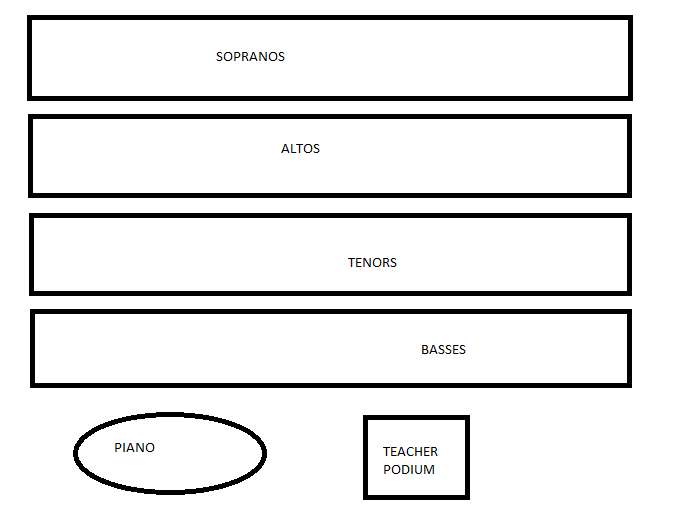 SOPRANOS
ALTOS
TENORS
BASSES
PIANO
TEACHER
PODIUM